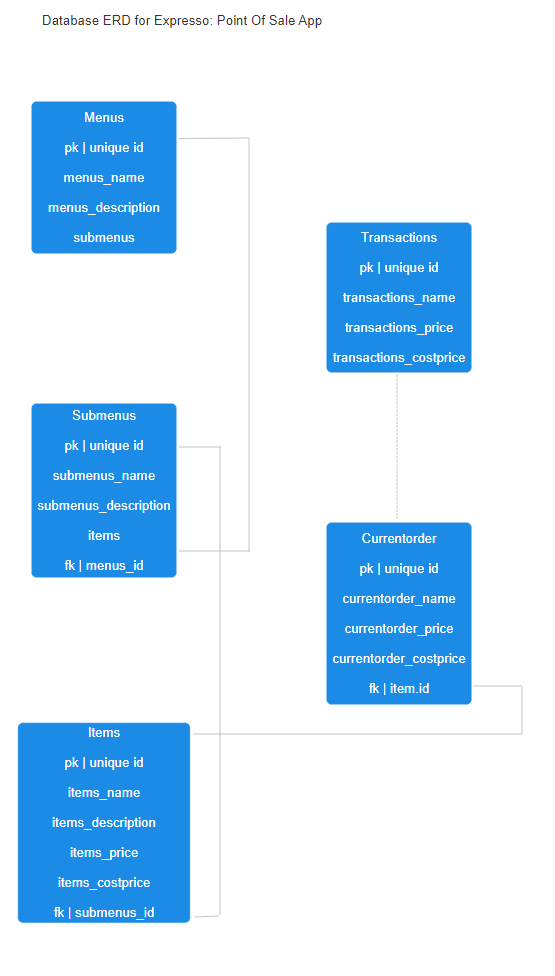 Database ERD for Expresso: Point Of Sale App
Menus
pk | unique id
menus_name
menus_description
submenus
Transactions
pk | unique id
transactions_name
transactions_price
transactions_costprice
Submenus
pk | unique id
submenus_name
submenus_description
items
fk | menus_id
Currentorder
pk | unique id
currentorder_name
currentorder_price
currentorder_costprice
fk | item.id
Items
pk | unique id
items_name
items_description
items_price
items_costprice
fk | submenus_id